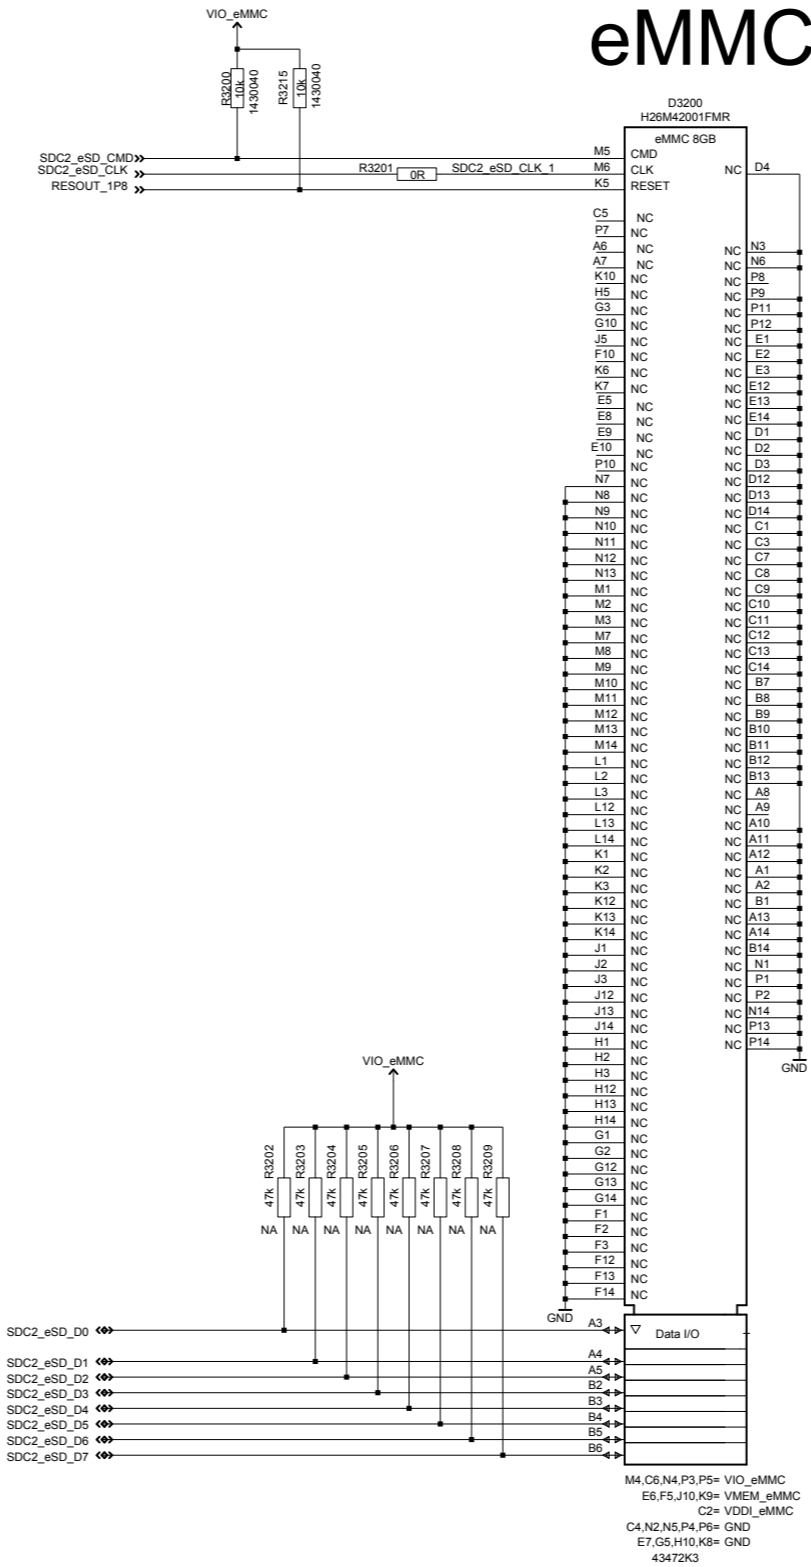 eMMC
VIO_eMMC
R3200
10k
1430040
R3215
10k
1430040
D3200
H26M42001FMR
eMMC 8GB
SDC2_eSD_CMD
M5 CMD
SDC2_eSD_CLK
R3201 0R SDC2_eSD_CLK_1
M6 CLK
NC D4
RESOUT_1P8
K5 RESET
C5 NC
P7 NC
A6 NC NC N3
A7 NC NC N6
K10 NC NC P8
H5 NC NC P9
G3 NC NC P11
G10 NC NC P12
J5 NC NC E1
F10 NC NC E2
K6 NC NC E3
K7 NC NC E12
E5 NC NC E13
E8 NC NC E14
E9 NC NC D1
E10 NC NC D2
P10 NC NC D3
N7 NC NC D12
N8 NC NC D13
N9 NC NC D14
N10 NC NC C1
N11 NC NC C3
N12 NC NC C7
N13 NC NC C8
M1 NC NC C9
M2 NC NC C10
M3 NC NC C11
M7 NC NC C12
M8 NC NC C13
M9 NC NC C14
M10 NC NC B7
M11 NC NC B8
M12 NC NC B9
M13 NC NC B10
M14 NC NC B11
L1 NC NC B12
L2 NC NC B13
L3 NC NC A8
L12 NC NC A9
L13 NC NC A10
L14 NC NC A11
K1 NC NC A12
K2 NC NC A1
K3 NC NC A2
K12 NC NC B1
K13 NC NC A13
K14 NC NC A14
J1 NC NC B14
J2 NC NC N1
J3 NC NC P1
J12 NC NC P2
J13 NC NC N14
J14 NC NC P13
H1 NC NC P14
H2 NC
GND
H3 NC
H12 NC
H13 NC
H14 NC
G1 NC
G2 NC
G12 NC
G13 NC
G14 NC
F1 NC
F2 NC
F3 NC
F12 NC
F13 NC
F14 NC
GND
VIO_eMMC
47k R3202
47k R3203
47k R3204
47k R3205
47k R3206
47k R3207
47k R3208
47k R3209
NA NA NA NA NA NA NA NA
SDC2_eSD_D0 A3 Data I/O
SDC2_eSD_D1 A4
SDC2_eSD_D2 A5
SDC2_eSD_D3 B2
SDC2_eSD_D4 B3
SDC2_eSD_D5 B4
SDC2_eSD_D6 B5
SDC2_eSD_D7 B6
M4,C6,N4,P3,P5= VIO_eMMC
E6,F5,J10,K9= VMEM_eMMC
C2= VDDI_eMMC
C4,N2,N5,P4,P6= GND
E7,G5,H10,K8= GND
43472K3